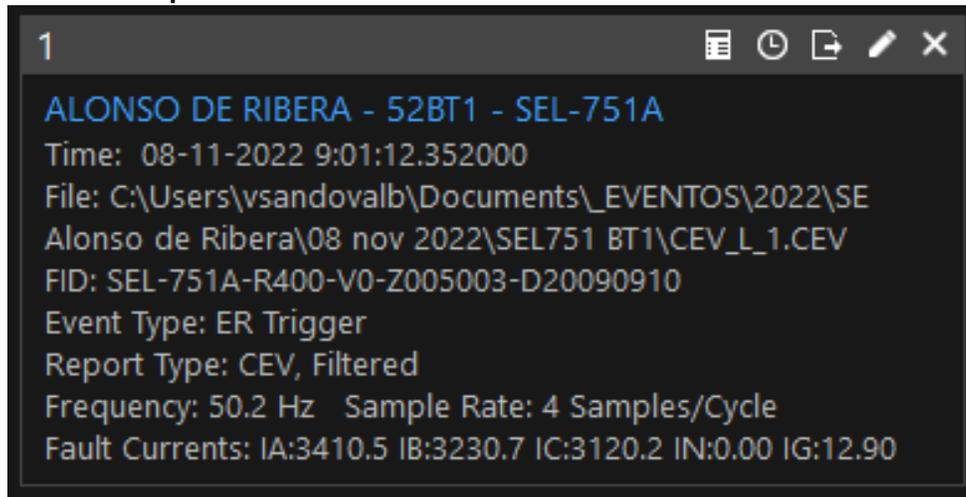 1
ALONSO DE RIBERA - 52BT1 - SEL-751A
Time: 08-11-2022 9:01:12.352000
File: C:\Users\vsandovalb\Documents\_EVENTOS\2022\SE
Alonso de Ribera\08 nov 2022\SEL751 BT1\CEV_L_1.CEV
FID: SEL-751A-R400-V0-Z005003-D20090910
Event Type: ER Trigger
Report Type: CEV, Filtered
Frequency: 50.2 Hz Sample Rate: 4 Samples/Cycle
Fault Currents: IA:3410.5 IB:3230.7 IC:3120.2 IN:0.00 IG:12.90